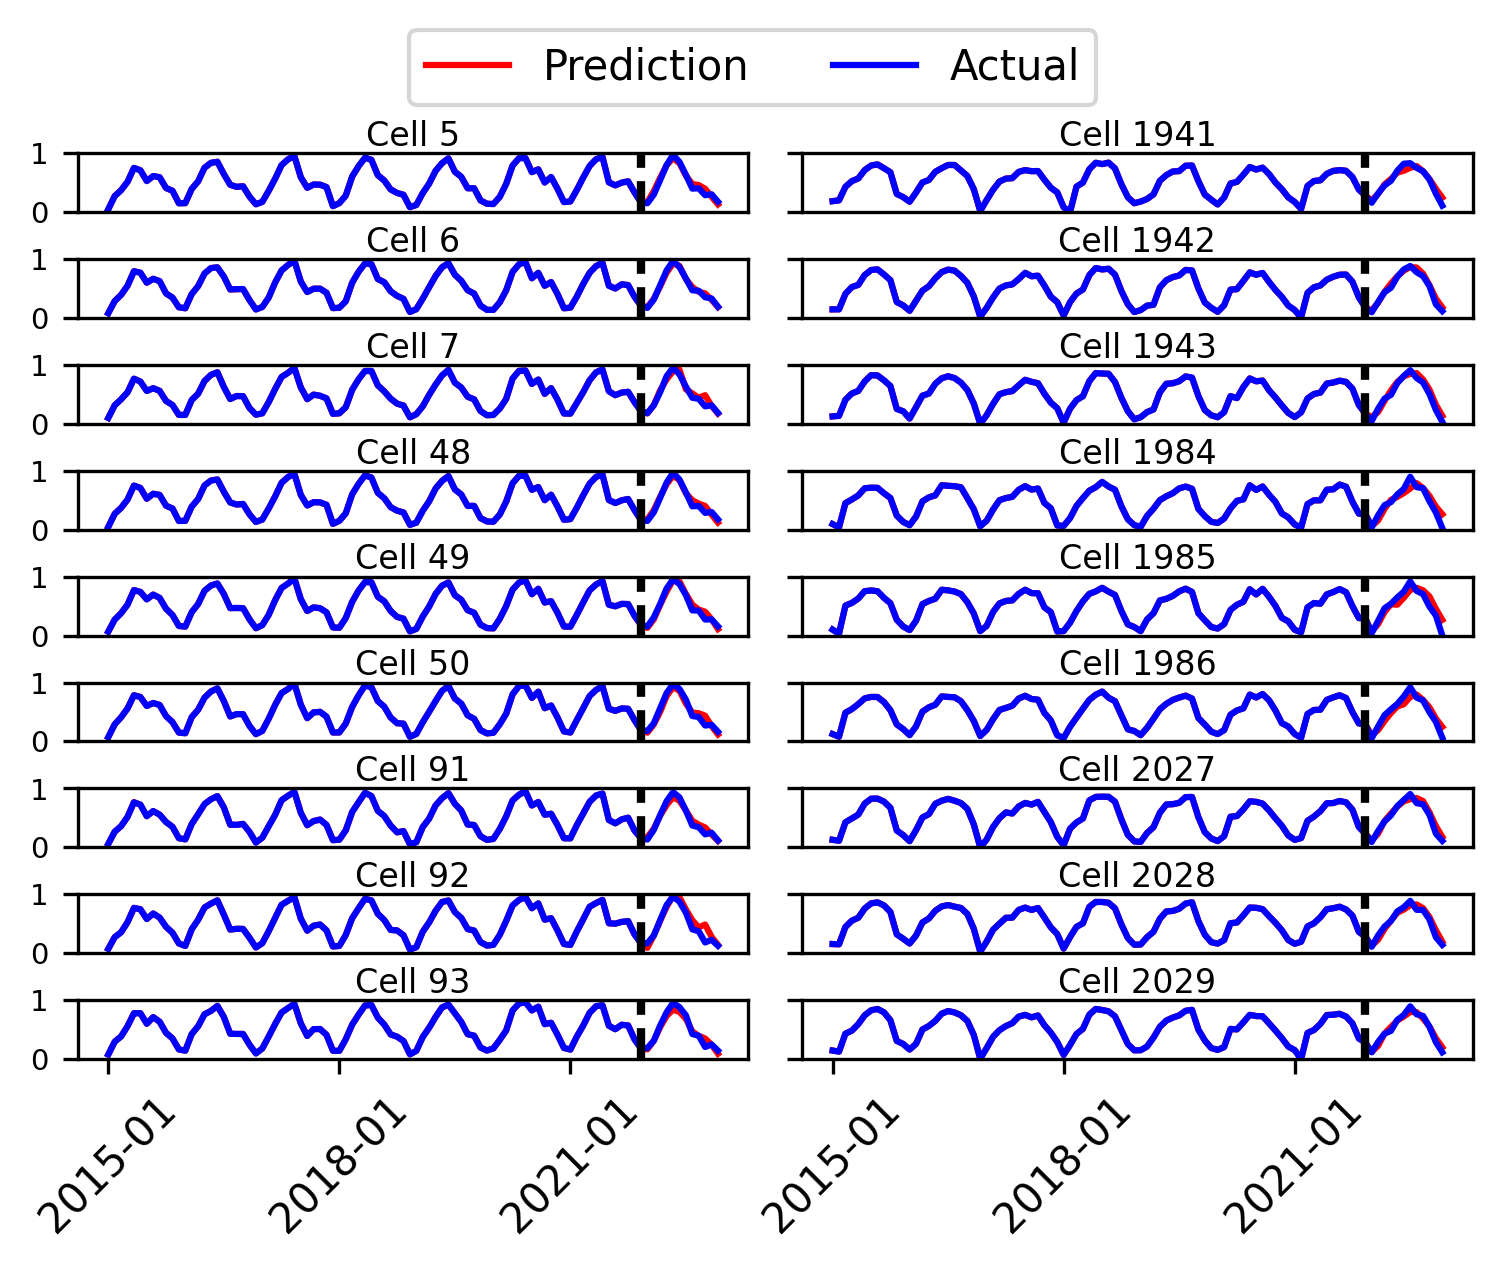 Prediction Actual
Cell 5 Cell 1941
1
0
Cell 6 Cell 1942
1
0
Cell 7 Cell 1943
1
0
Cell 48 Cell 1984
1
0
Cell 49 Cell 1985
1
0
Cell 50 Cell 1986
1
0
Cell 91 Cell 2027
1
0
Cell 92 Cell 2028
1
0
Cell 93 Cell 2029
1
0
2015-01 2018-01 2021-01 2015-01 2018-01 2021-01